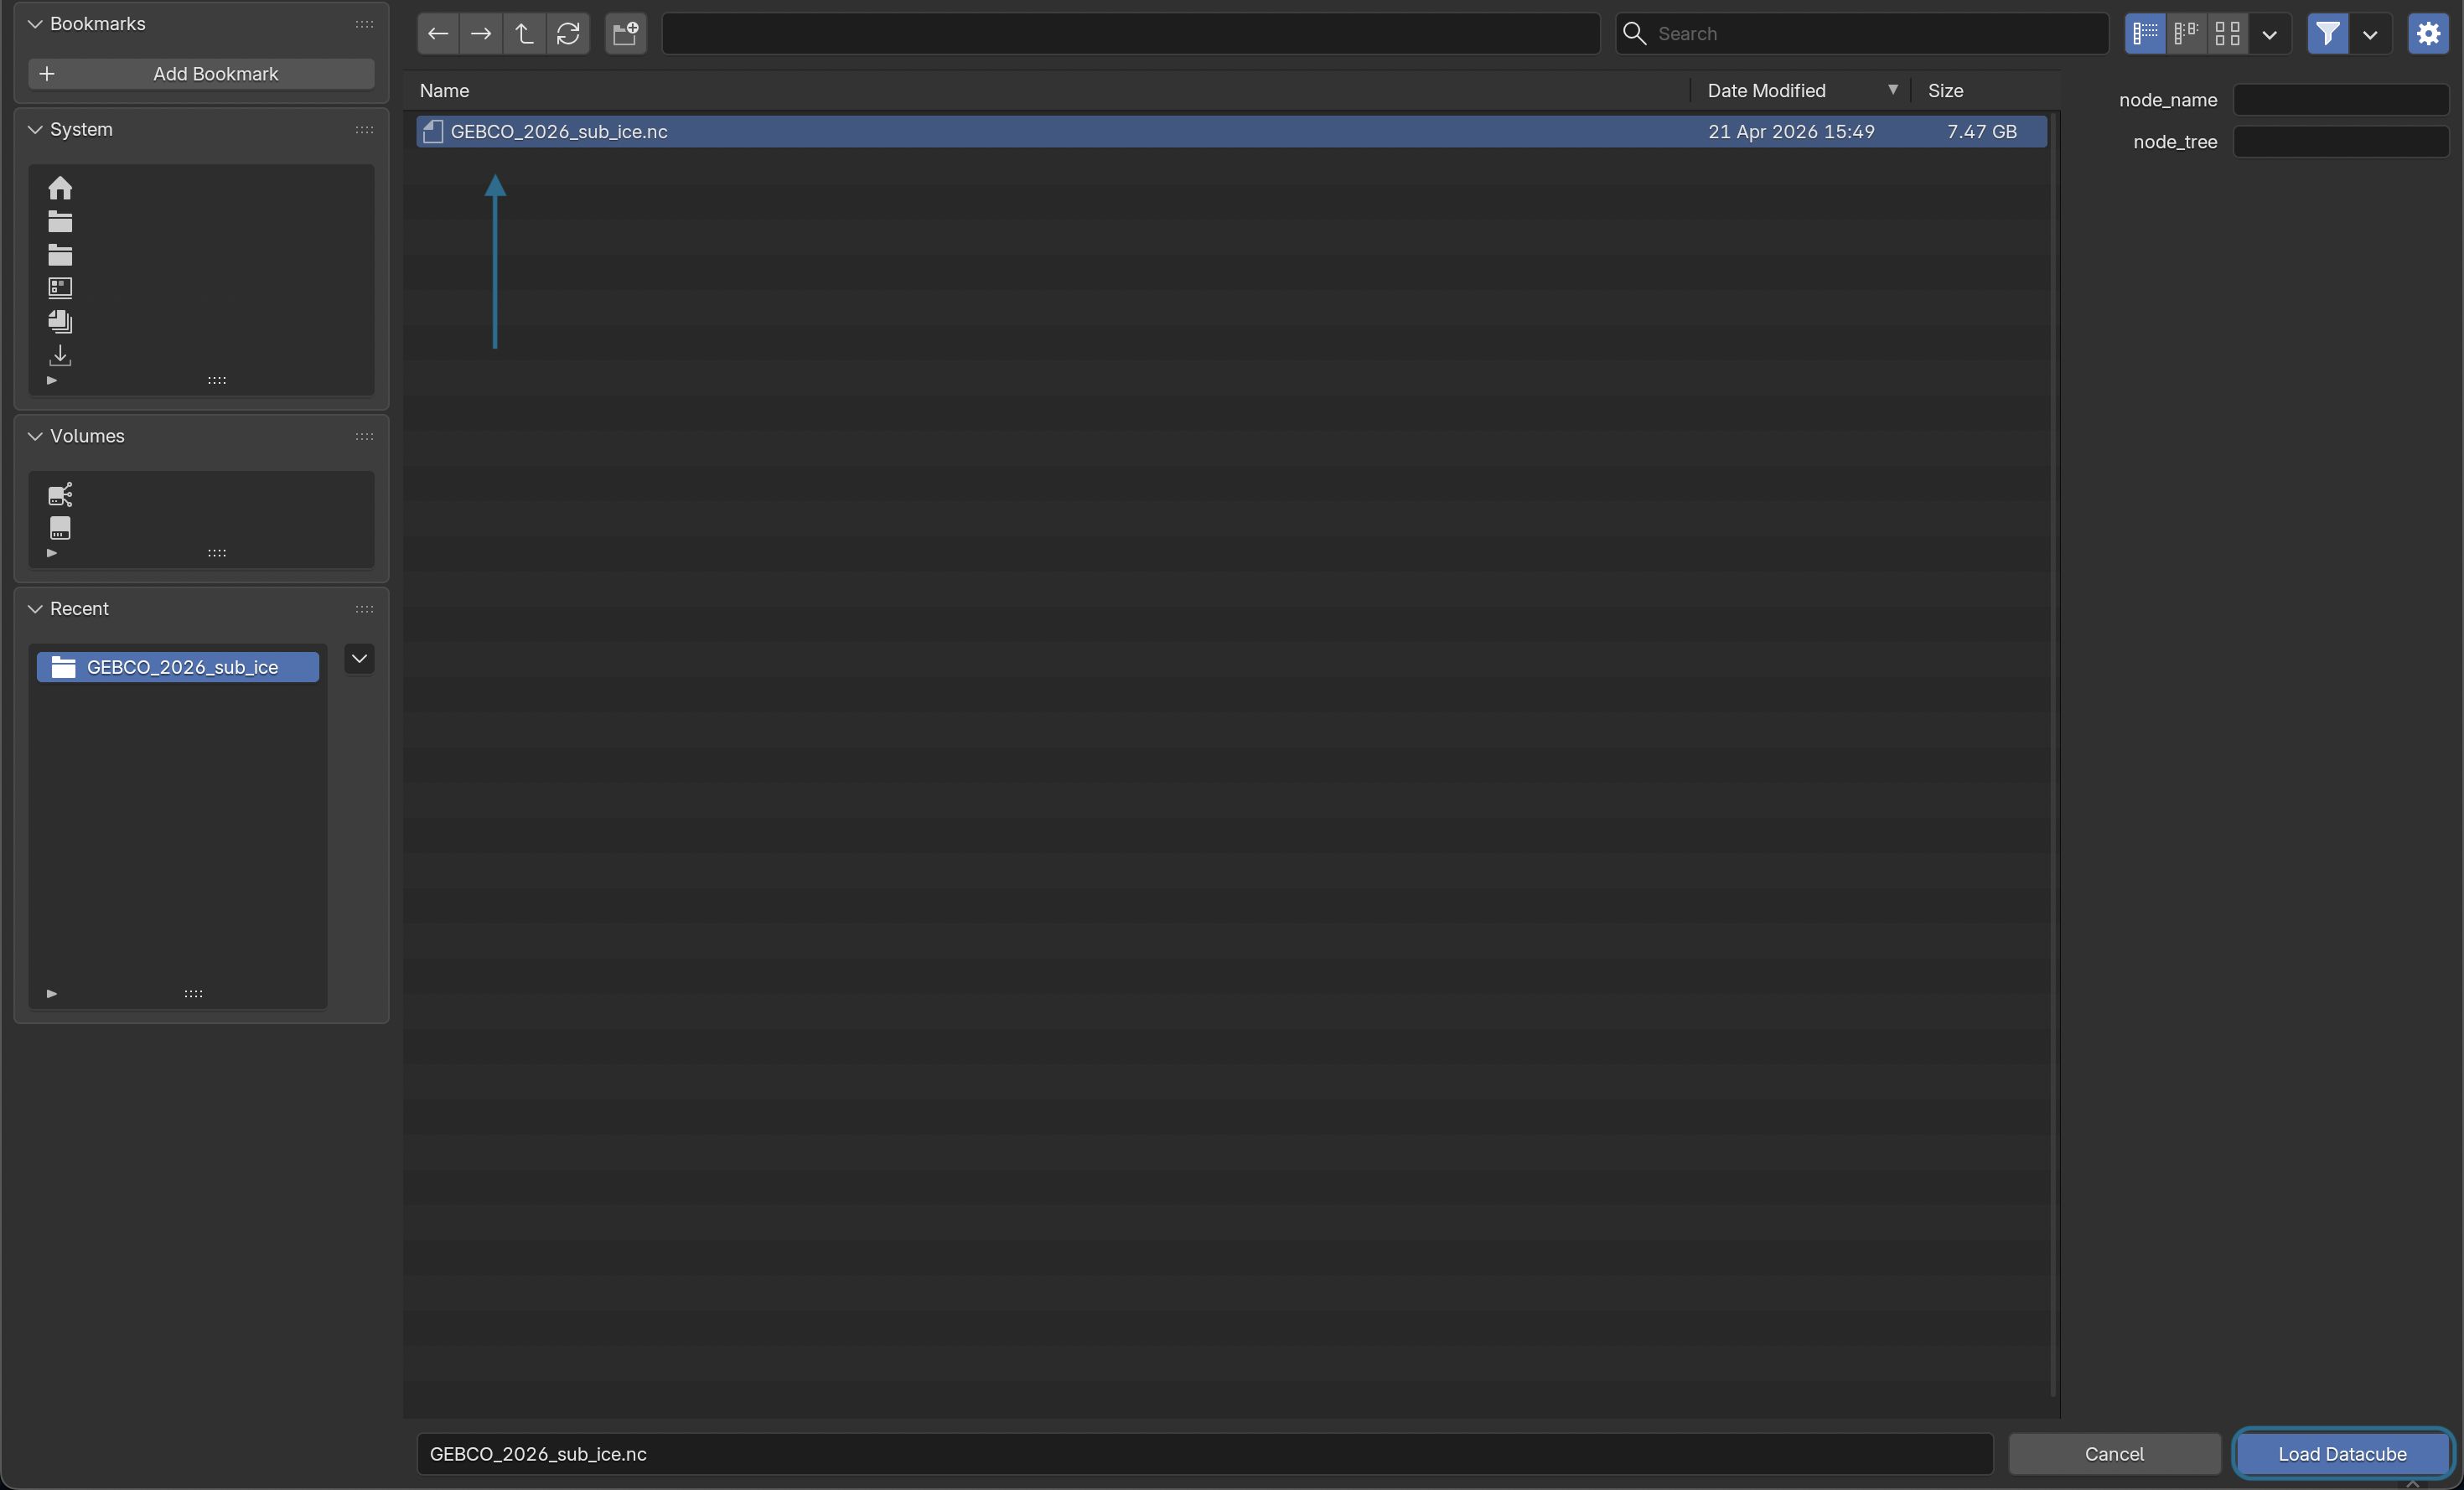 Bookmarks
Add Bookmark
System
Volumes
Recent
GEBCO_2026_sub_ice
Search
Name
Date Modified
Size
GEBCO_2026_sub_ice.nc
21 Apr 2026 15:49
7.47 GB
node_name
node_tree
GEBCO_2026_sub_ice.nc
Cancel
Load Datacube